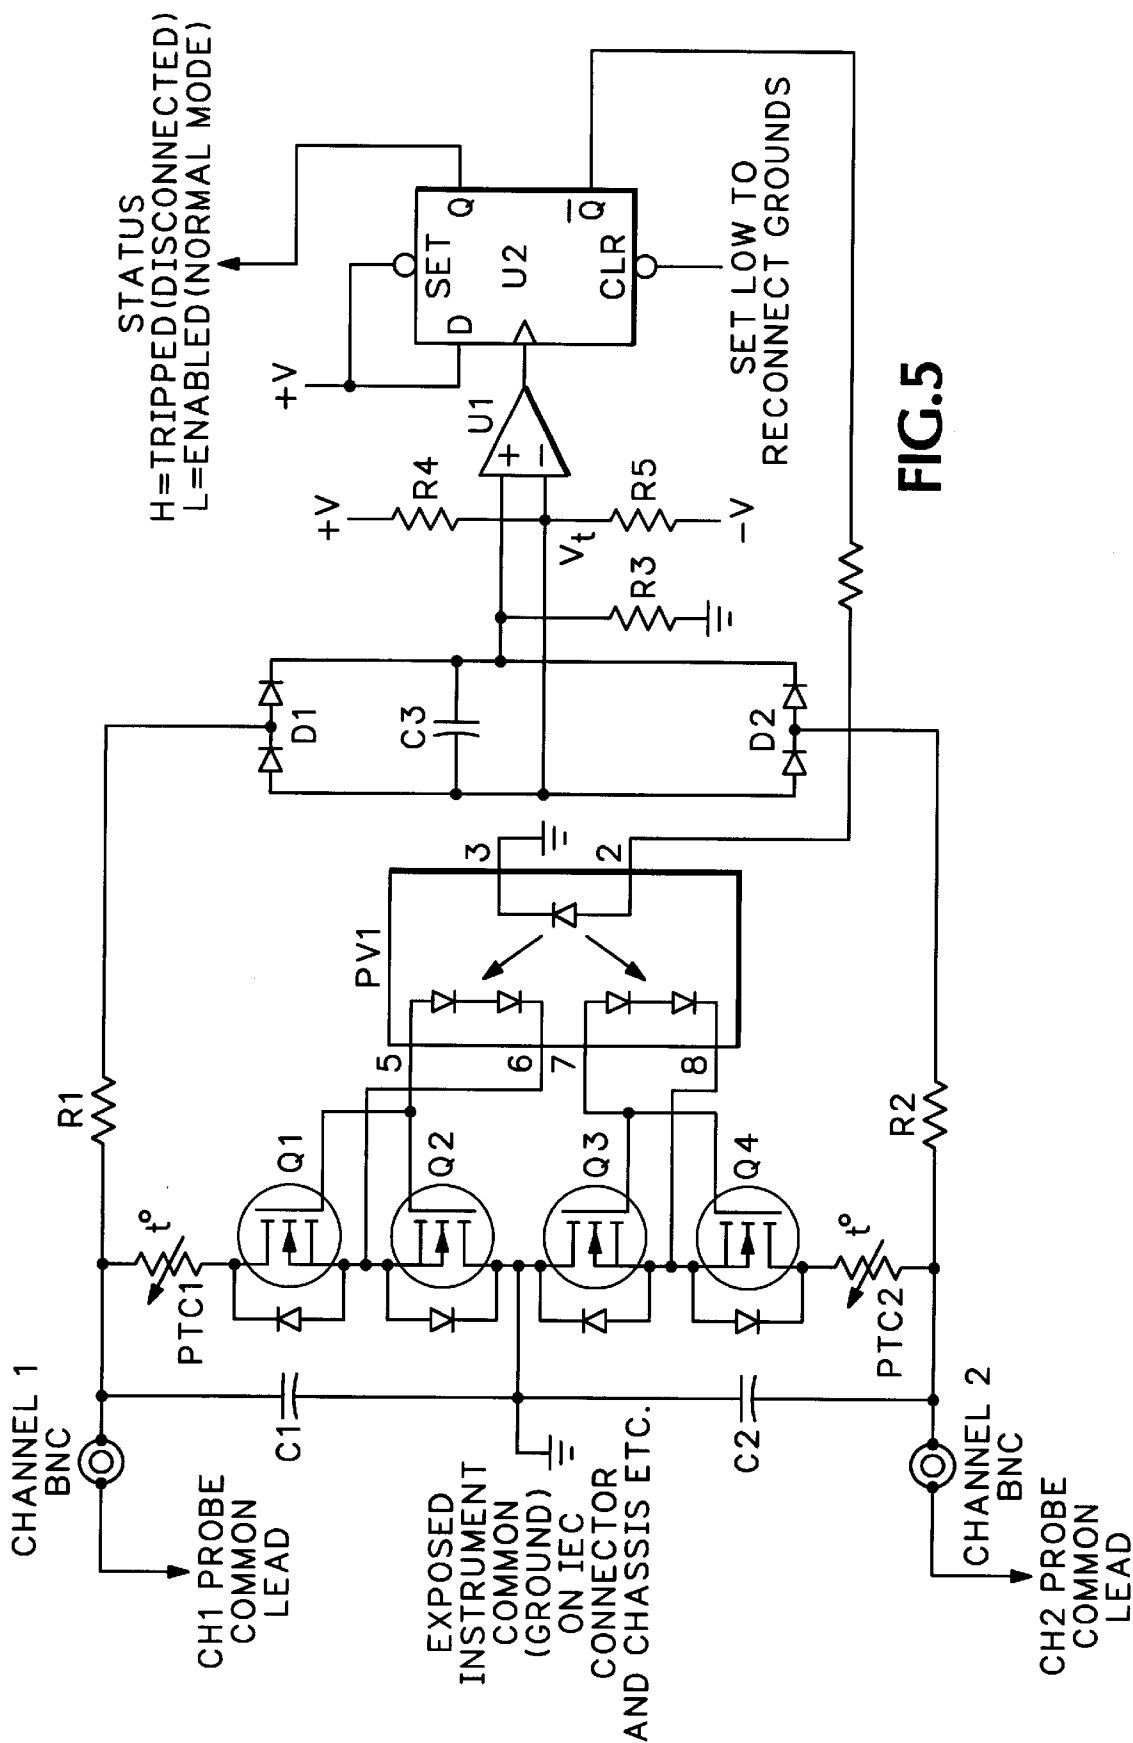 STATUS
H=TRIPPED(DISCONNECTED)
L=ENABLED(NORMAL MODE)
CHANNEL 1
BNC
CH1 PROBE
COMMON
LEAD
R1
PTC1
t°
C1
Q1
Q2
Q3
Q4
PV1
5
6
7
8
3
2
D1
C3
D2
+V
R4
Vt
R3
R5
−V
U1
+
−
+V
D
SET
Q
U2
CLR
Q̅
SET LOW TO
RECONNECT GROUNDS
EXPOSED
INSTRUMENT
COMMON
(GROUND)
ON IEC
CONNECTOR
AND CHASSIS ETC.
C2
PTC2
t°
R2
CHANNEL 2
BNC
CH2 PROBE
COMMON
LEAD
FIG.5